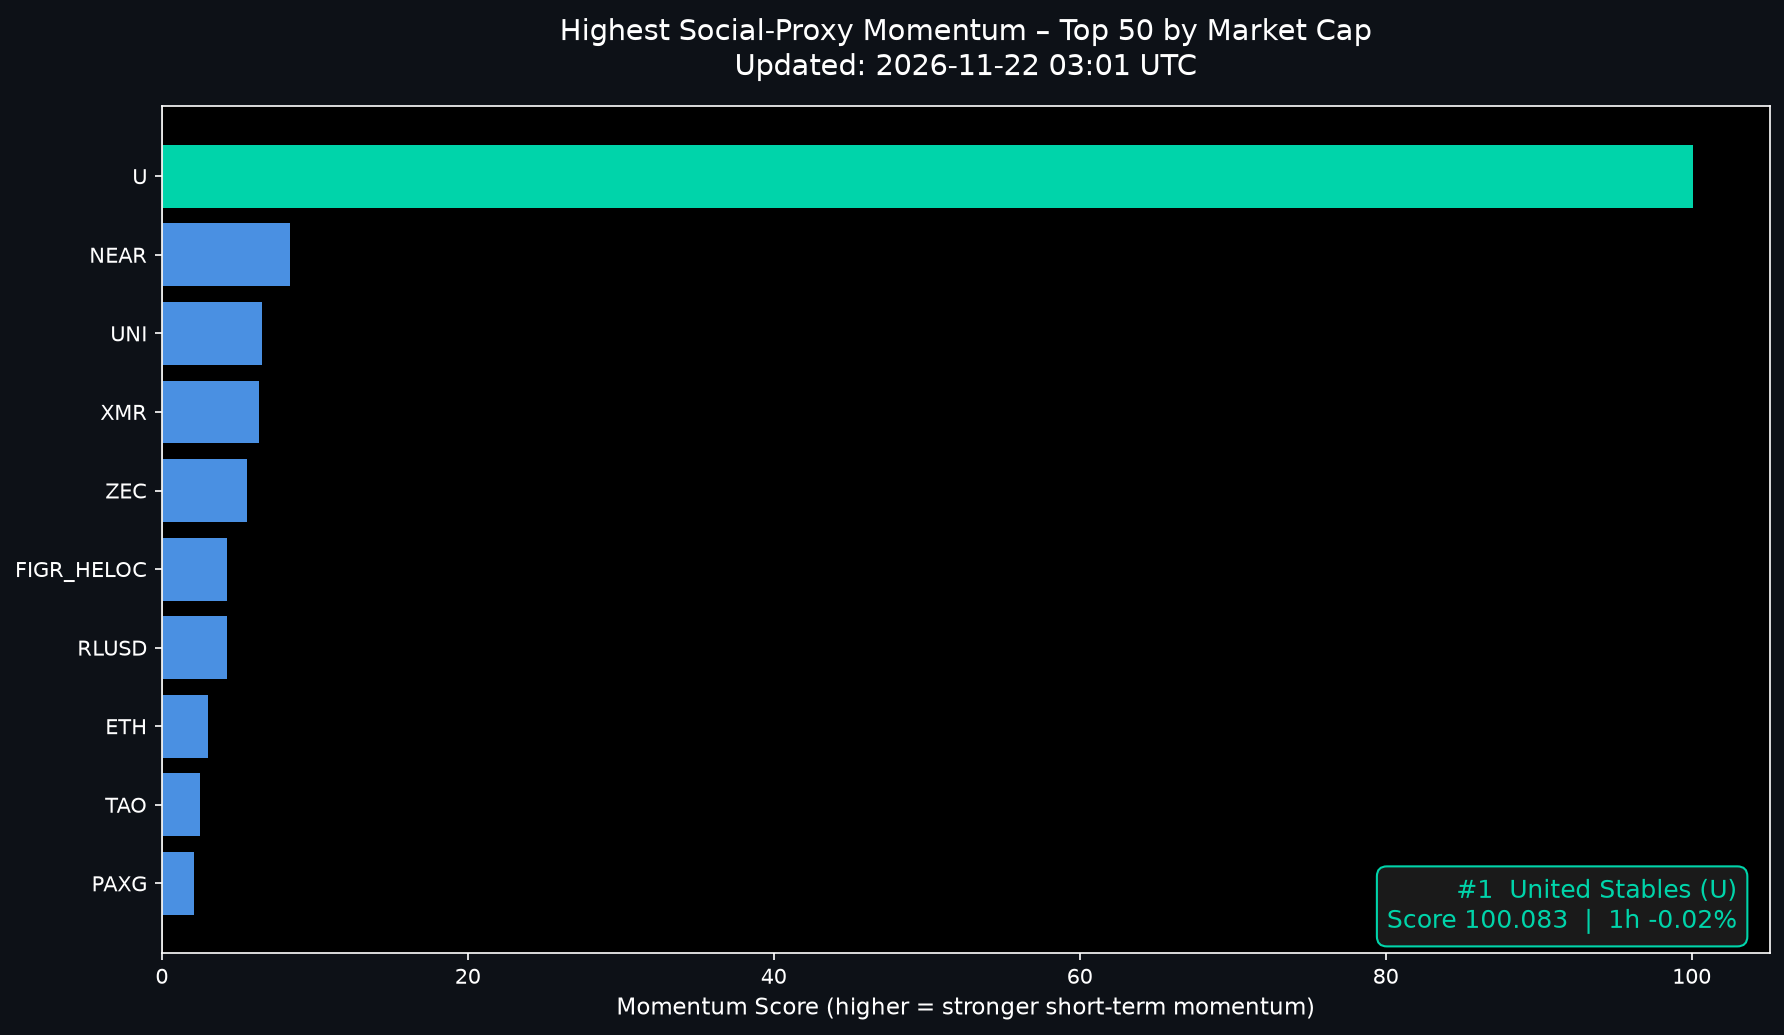 Highest Social-Proxy Momentum – Top 50 by Market Cap
Updated: 2026-11-22 03:01 UTC
U
NEAR
UNI
XMR
ZEC
FIGR_HELOC
RLUSD
ETH
TAO
PAXG
#1 United Stables (U)
Score 100.083 | 1h -0.02%
0 20 40 60 80 100
Momentum Score (higher = stronger short-term momentum)